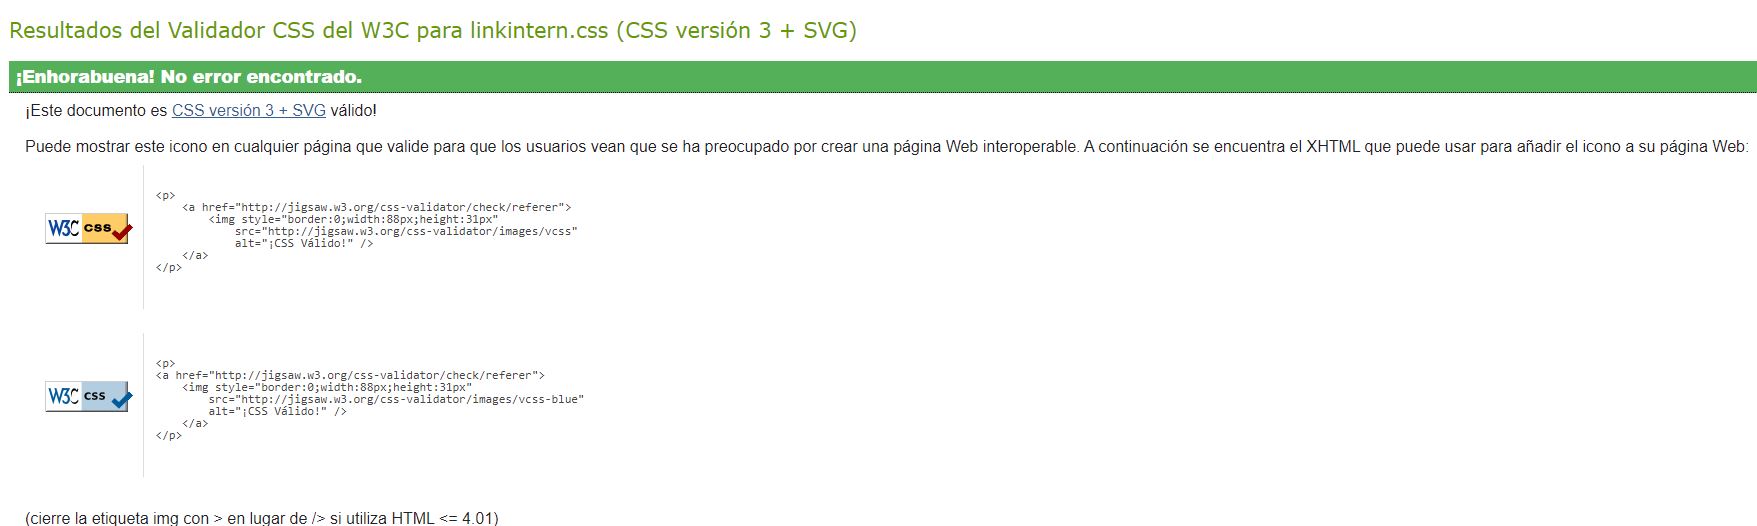 Resultados del Validador CSS del W3C para linkintern.css (CSS versión 3 + SVG)
¡Enhorabuena! No error encontrado.
¡Este documento es CSS versión 3 + SVG válido!
Puede mostrar este icono en cualquier página que valide para que los usuarios vean que se ha preocupado por crear una página Web interoperable. A continuación se encuentra el XHTML que puede usar para añadir el icono a su página Web:
W3C css
<p>
<a href="http://jigsaw.w3.org/css-validator/check/referer">
<img style="border:0;width:88px;height:31px"
src="http://jigsaw.w3.org/css-validator/images/vcss"
alt="¡CSS Válido!" />
</a>
</p>
W3C css
<p>
<a href="http://jigsaw.w3.org/css-validator/check/referer">
<img style="border:0;width:88px;height:31px"
src="http://jigsaw.w3.org/css-validator/images/vcss-blue"
alt="¡CSS Válido!" />
</a>
</p>
(cierre la etiqueta img con > en lugar de /> si utiliza HTML <= 4.01)